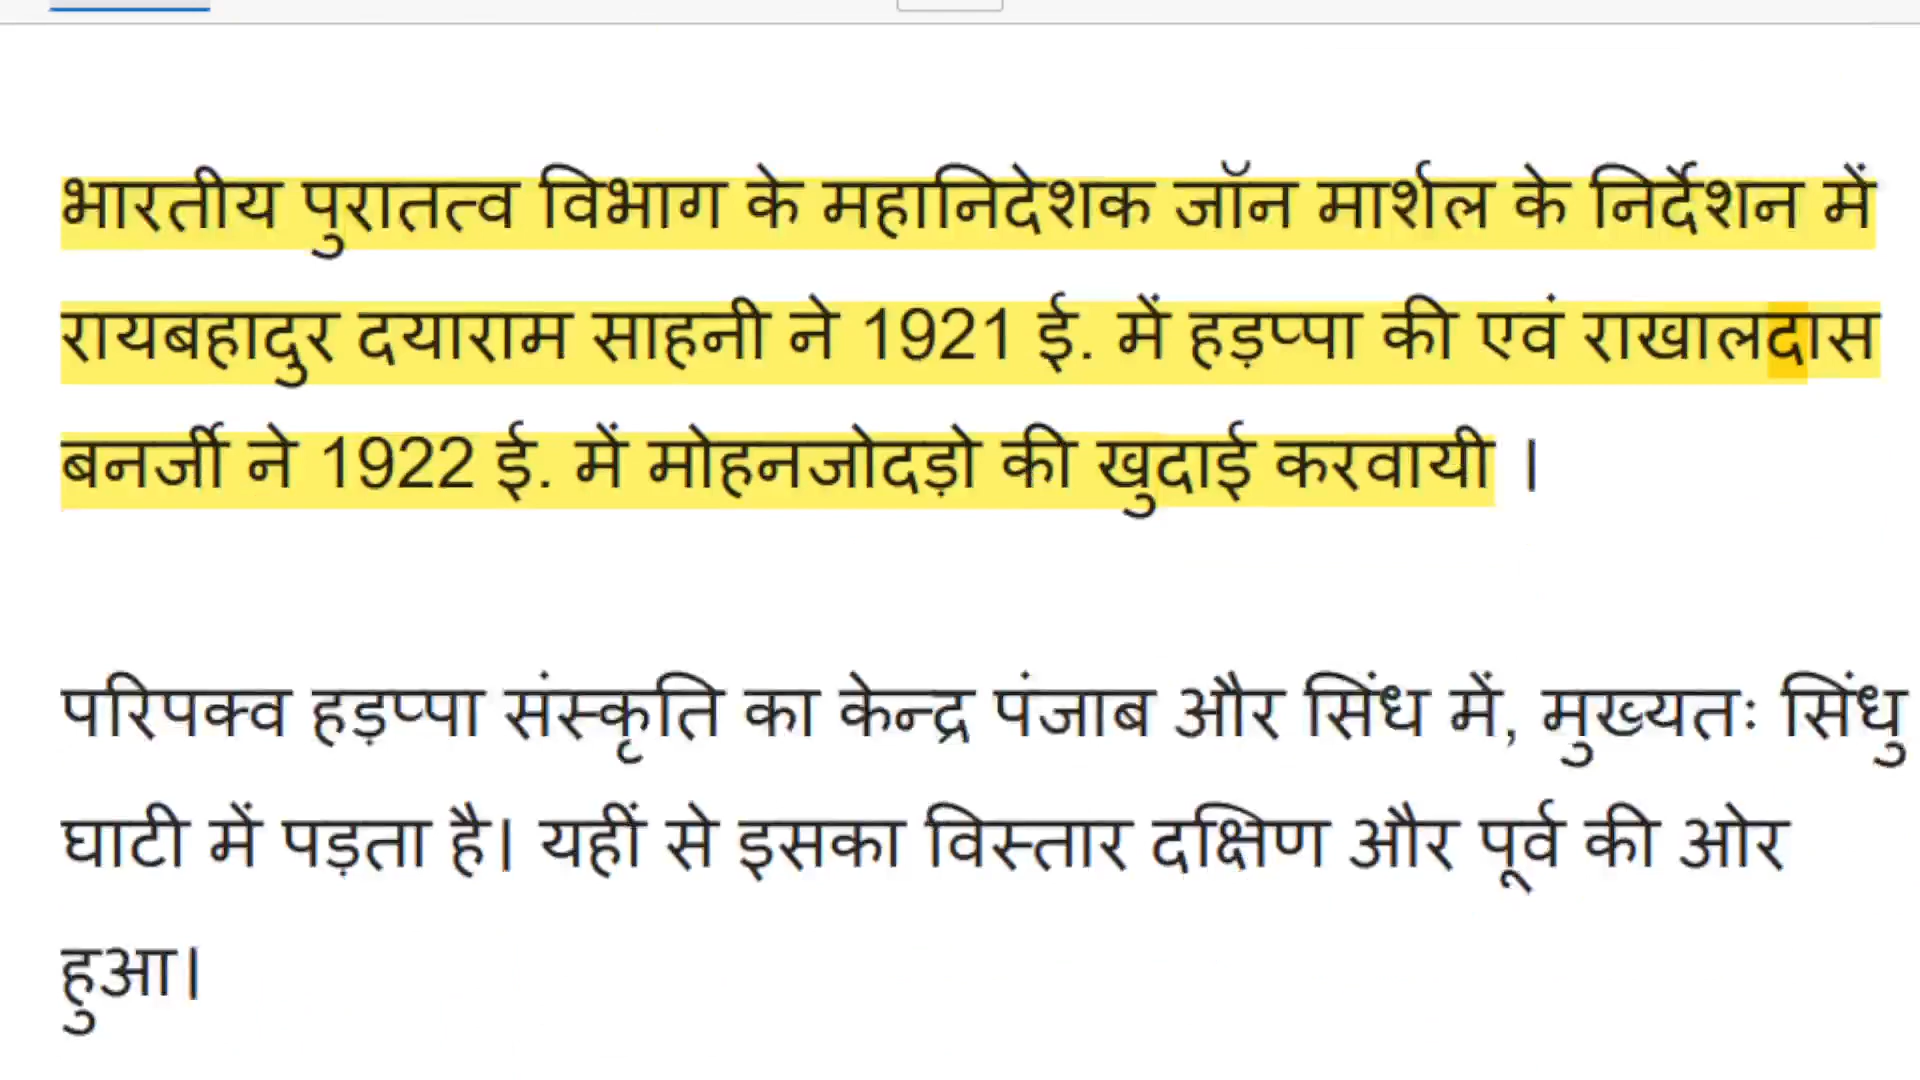 भारतीय पुरातत्व विभाग के महानिदेशक जॉन मार्शल के निर्देशन में
रायबहादुर दयाराम साहनी ने 1921 ई. में हड़प्पा की एवं राखालदास
बनर्जी ने 1922 ई. में मोहनजोदड़ो की खुदाई करवायी ।
परिपक्व हड़प्पा संस्कृति का केन्द्र पंजाब और सिंध में, मुख्यतः सिंधु
घाटी में पड़ता है। यहीं से इसका विस्तार दक्षिण और पूर्व की ओर
हुआ।